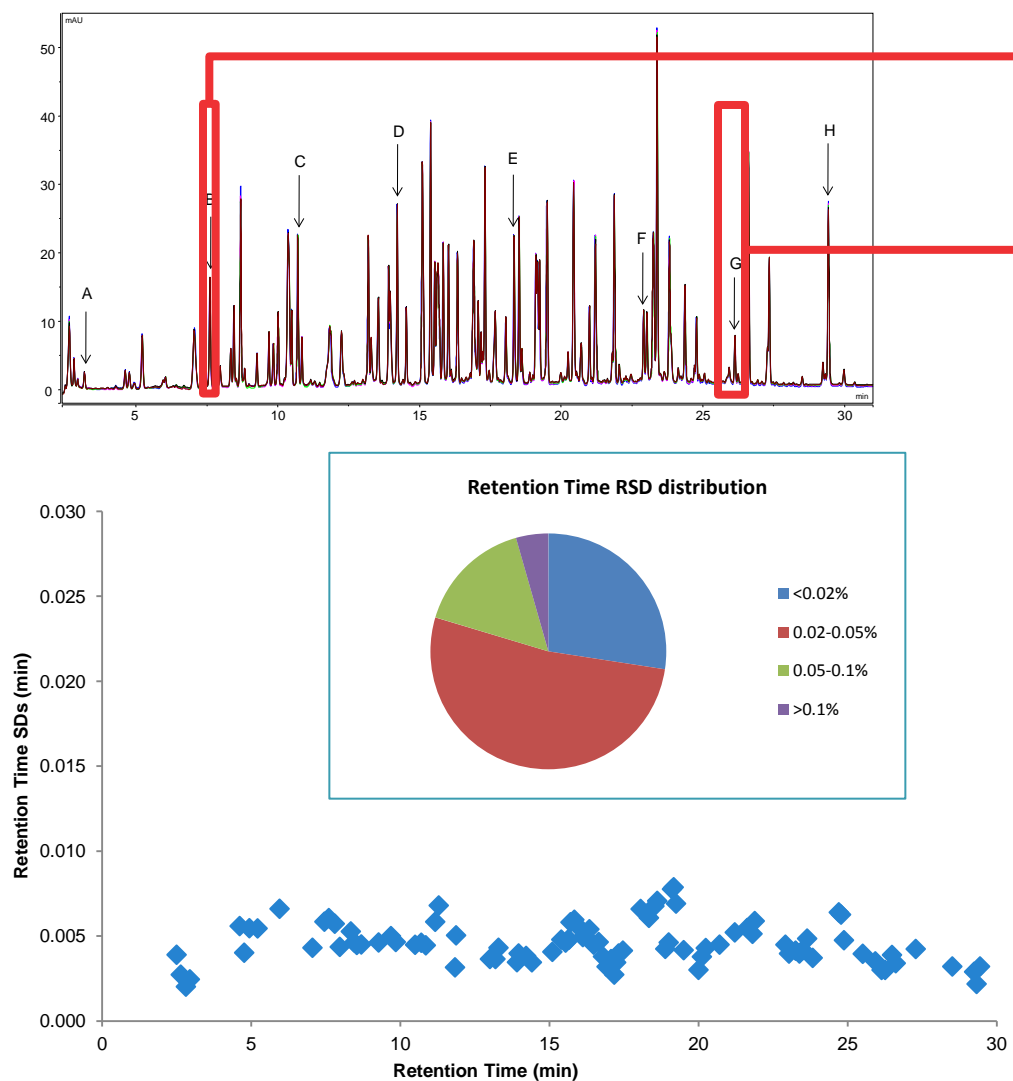 mAU
50
40
30
20
10
0
A
B
C
D
E
F
G
H
5
10
15
20
25
30
min
Retention Time RSD distribution
<0.02%
0.02-0.05%
0.05-0.1%
>0.1%
0.030
0.025
0.020
0.015
0.010
0.005
0.000
Retention Time SDs (min)
0
5
10
15
20
25
30
Retention Time (min)